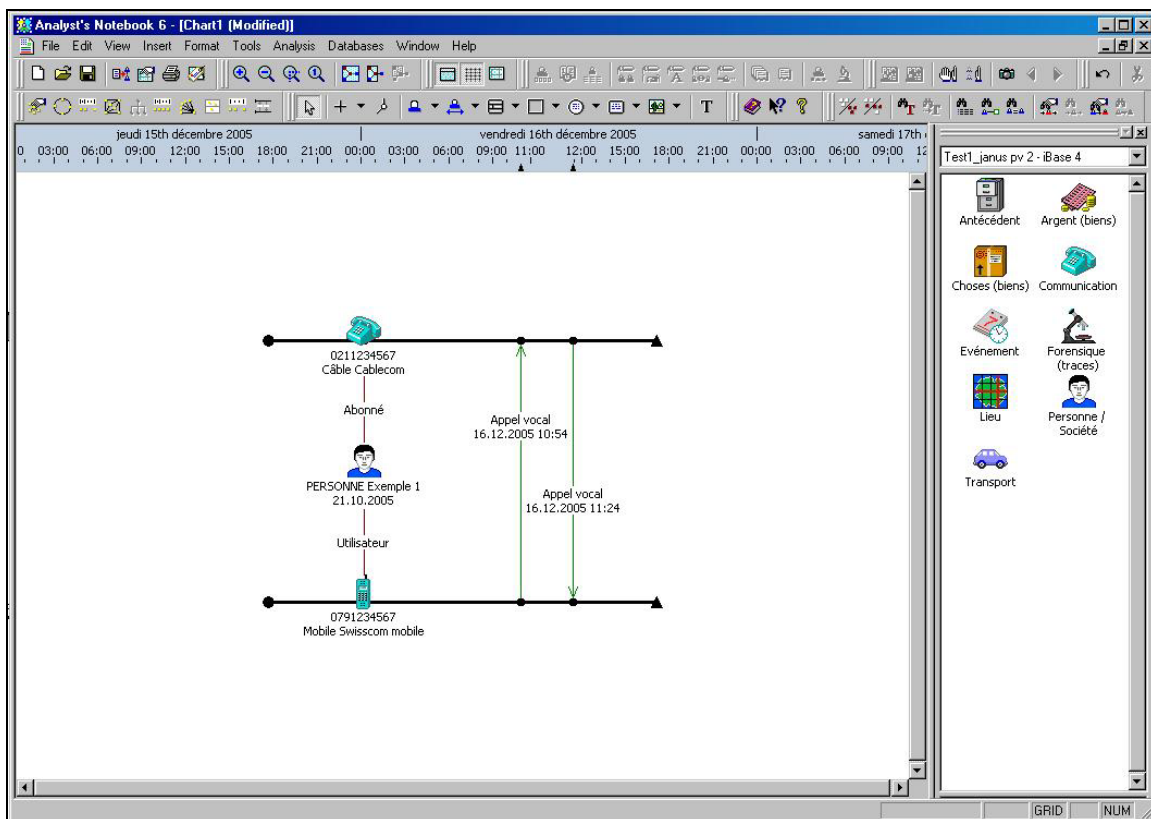 Analyst's Notebook 6 - [Chart1 (Modified)]
File Edit View Insert Format Tools Analysis Databases Window Help
jeudi 15th décembre 2005 vendredi 16th décembre 2005 samedi 17th
0 03:00 06:00 09:00 12:00 15:00 18:00 21:00 00:00 03:00 06:00 09:00 11:00 12:00 15:00 18:00 21:00 00:00 03:00 06:00 09:00 12
Test1_janus pv 2 - iBase 4
Antécédent Argent (biens)
Choses (biens) Communication
Evénement Forensique
(traces)
Lieu Personne /
Société
Transport
0211234567
Câble Cablecom
Abonné
Appel vocal
16.12.2005 10:54
PERSONNE Exemple 1
21.10.2005
Appel vocal
16.12.2005 11:24
Utilisateur
0791234567
Mobile Swisscom mobile
GRID NUM